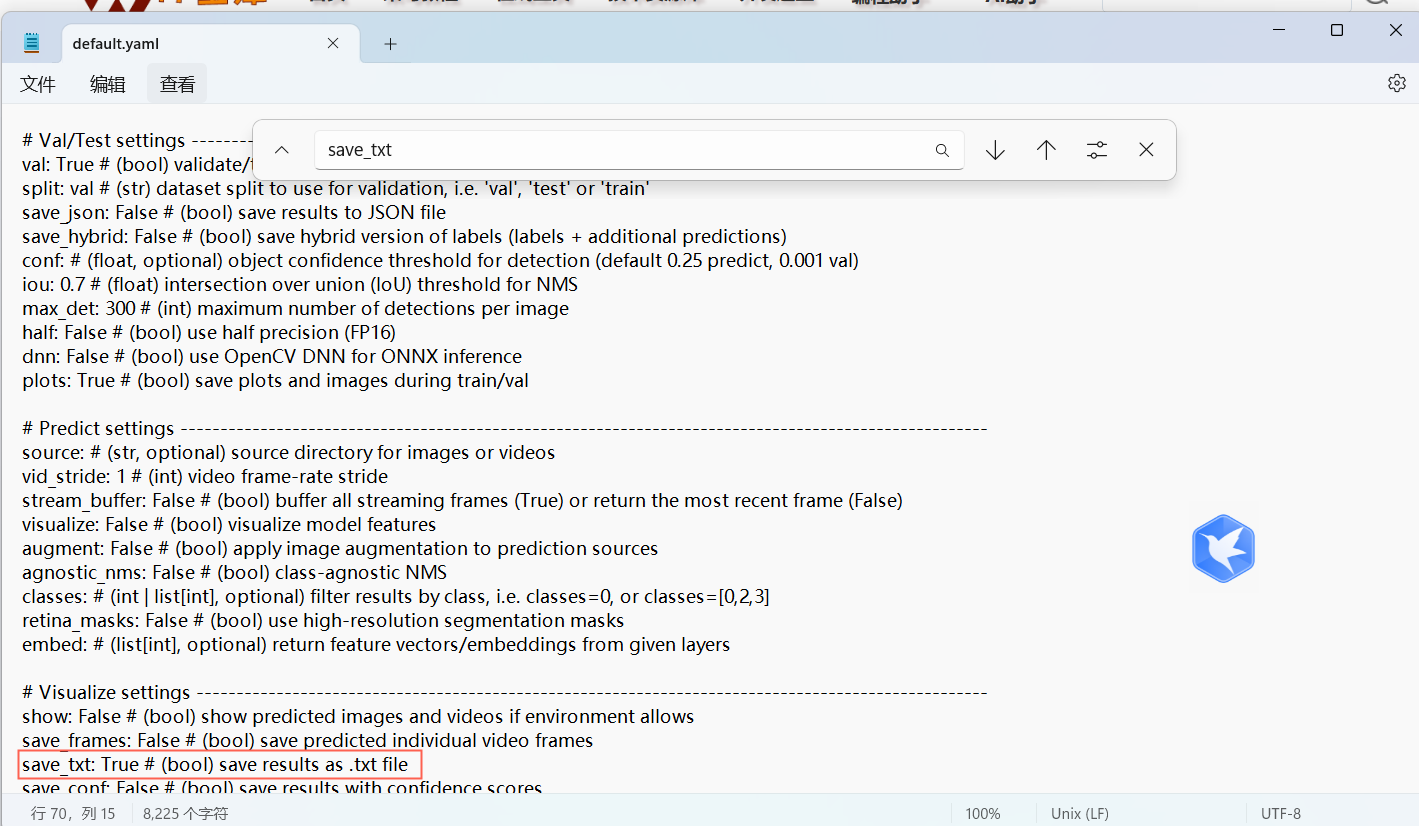 default.yaml
文件 编辑 查看
save_txt
# Val/Test settings --------
val: True # (bool) validate/
split: val # (str) dataset split to use for validation, i.e. 'val', 'test' or 'train'
save_json: False # (bool) save results to JSON file
save_hybrid: False # (bool) save hybrid version of labels (labels + additional predictions)
conf: # (float, optional) object confidence threshold for detection (default 0.25 predict, 0.001 val)
iou: 0.7 # (float) intersection over union (IoU) threshold for NMS
max_det: 300 # (int) maximum number of detections per image
half: False # (bool) use half precision (FP16)
dnn: False # (bool) use OpenCV DNN for ONNX inference
plots: True # (bool) save plots and images during train/val
# Predict settings ------------------------------------------------------------------------------------------------------
source: # (str, optional) source directory for images or videos
vid_stride: 1 # (int) video frame-rate stride
stream_buffer: False # (bool) buffer all streaming frames (True) or return the most recent frame (False)
visualize: False # (bool) visualize model features
augment: False # (bool) apply image augmentation to prediction sources
agnostic_nms: False # (bool) class-agnostic NMS
classes: # (int | list[int], optional) filter results by class, i.e. classes=0, or classes=[0,2,3]
retina_masks: False # (bool) use high-resolution segmentation masks
embed: # (list[int], optional) return feature vectors/embeddings from given layers
# Visualize settings ----------------------------------------------------------------------------------------------------
show: False # (bool) show predicted images and videos if environment allows
save_frames: False # (bool) save predicted individual video frames
save_txt: True # (bool) save results as .txt file
save_conf: False # (bool) save results with confidence scores
行 70，列 15 8,225 个字符 100% Unix (LF) UTF-8